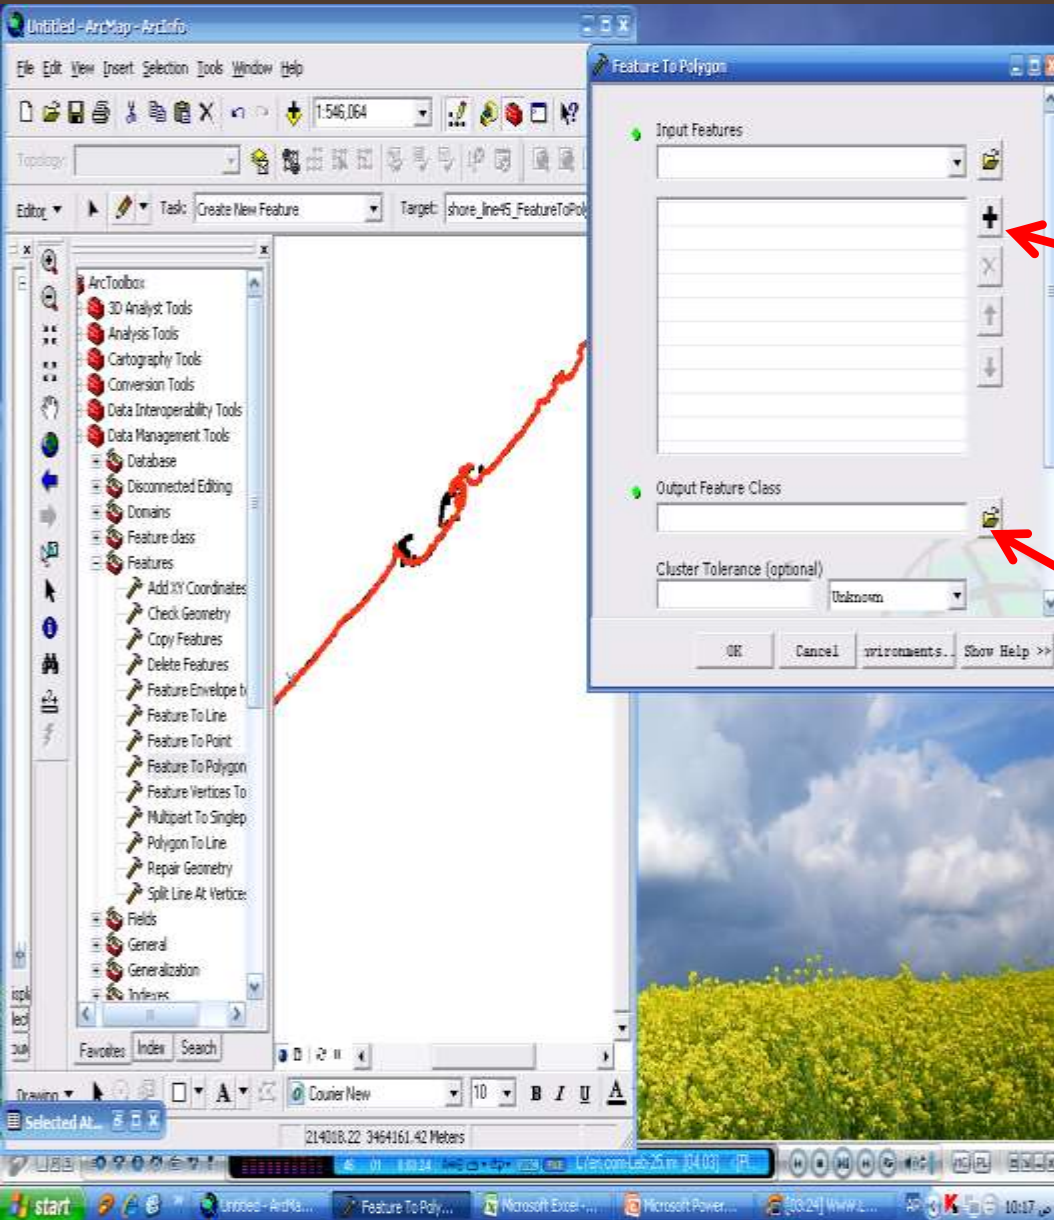 Untitled - ArcMap - ArcInfo
File Edit View Insert Selection Tools Window Help
1:546,064
Topology:
Editor Task: Create New Feature Target: shore_line45_FeatureToPol
ArcToolbox
3D Analyst Tools
Analysis Tools
Cartography Tools
Conversion Tools
Data Interoperability Tools
Data Management Tools
Database
Disconnected Editing
Domains
Feature class
Features
Add XY Coordinates
Check Geometry
Copy Features
Delete Features
Feature Envelope to
Feature To Line
Feature To Point
Feature To Polygon
Feature Vertices To
Multipart To Singlep
Polygon To Line
Repair Geometry
Split Line At Vertices
Fields
General
Generalization
Indexes
Favorites Index Search
Drawing A Courier New 10 B I U A
Selected At...
214018.22 3464161.42 Meters
Feature To Polygon
Input Features
Output Feature Class
Cluster Tolerance (optional)
Unknown
OK Cancel vironments.. Show Help >>
start Untitled - ArcMa... Feature To Poly... Microsoft Excel -... Microsoft Power... 10:17